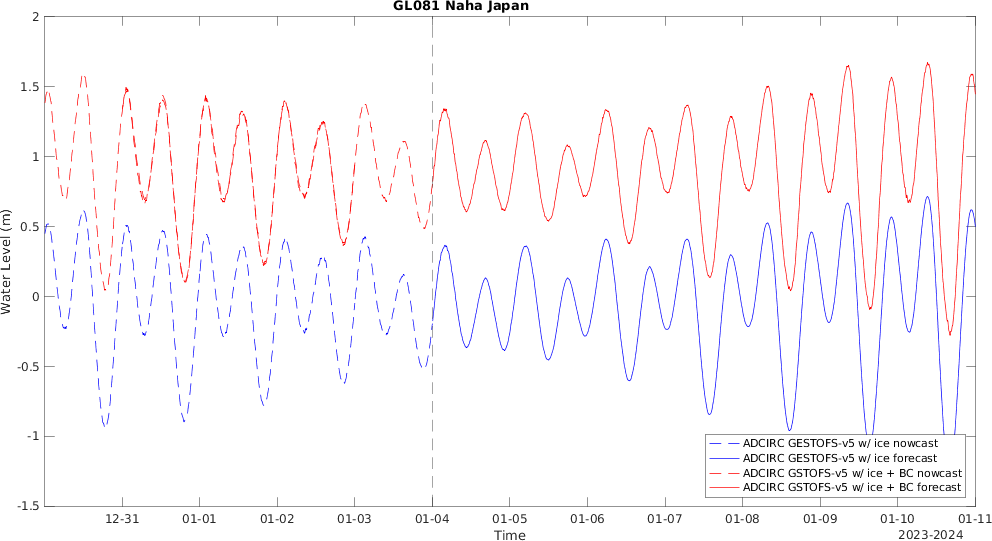 GL081 Naha Japan
2
1.5
1
0.5
0
-0.5
-1
-1.5
Water Level (m)
ADCIRC GESTOFS-v5 w/ ice nowcast
ADCIRC GESTOFS-v5 w/ ice forecast
ADCIRC GSTOFS-v5 w/ ice + BC nowcast
ADCIRC GSTOFS-v5 w/ ice + BC forecast
12-31 01-01 01-02 01-03 01-04 01-05 01-06 01-07 01-08 01-09 01-10 01-11
Time
2023-2024